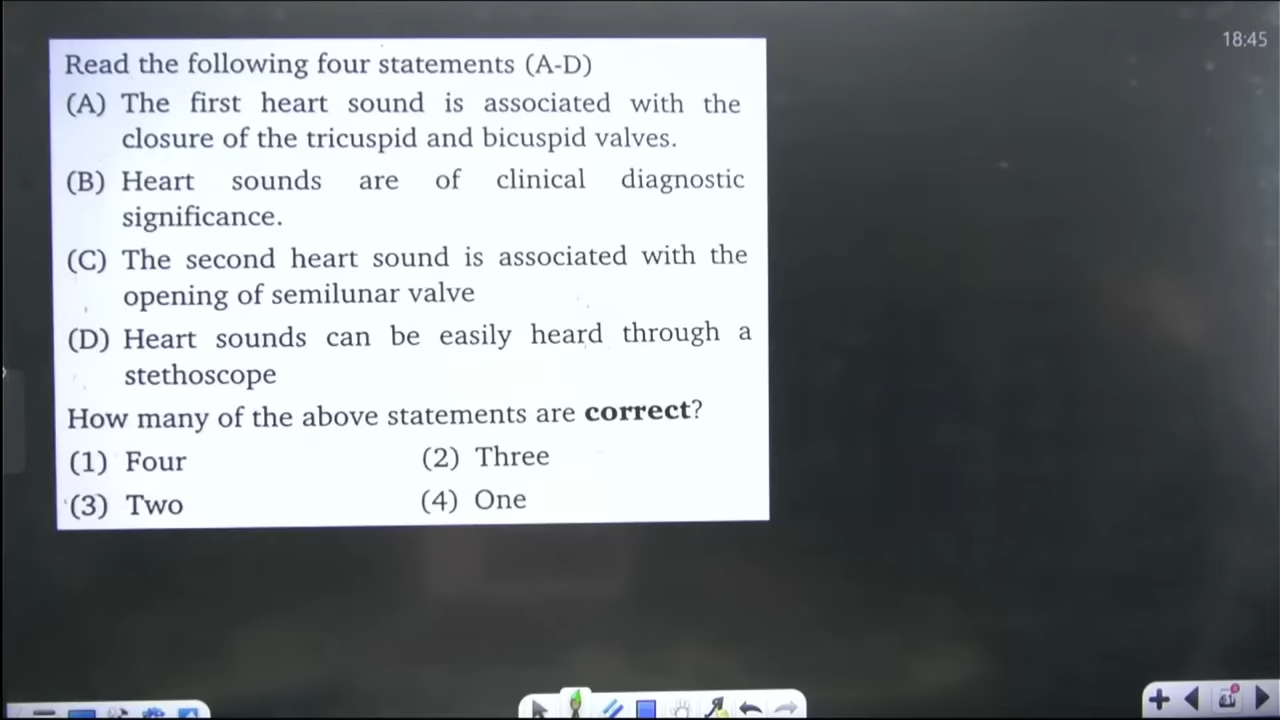 18:45
Read the following four statements (A-D)
(A) The first heart sound is associated with the
closure of the tricuspid and bicuspid valves.
(B) Heart sounds are of clinical diagnostic
significance.
(C) The second heart sound is associated with the
opening of semilunar valve
(D) Heart sounds can be easily heard through a
stethoscope
How many of the above statements are correct?
(1) Four (2) Three
(3) Two (4) One